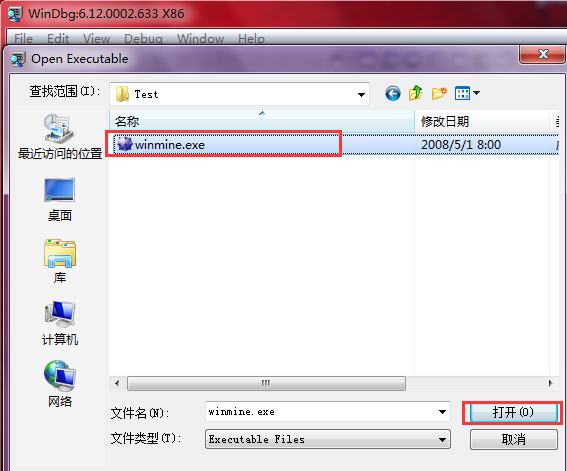 WinDbg:6.12.0002.633 X86
File Edit View Debug Window Help
Open Executable
查找范围(I): Test
名称 修改日期
winmine.exe 2008/5/1 8:00
最近访问的位置
桌面
库
计算机
网络
文件名(N): winmine.exe 打开(O)
文件类型(T): Executable Files 取消